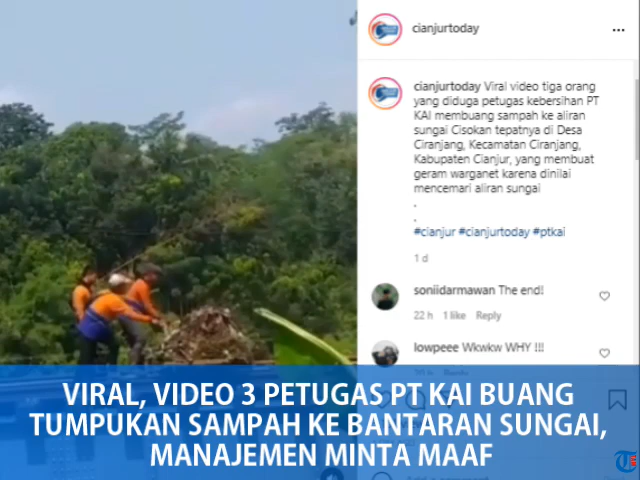 cianjurtoday
cianjurtoday Viral video tiga orang
yang diduga petugas kebersihan PT
KAI membuang sampah ke aliran
sungai Cisokan tepatnya di Desa
Ciranjang, Kecamatan Ciranjang,
Kabupaten Cianjur, yang membuat
geram warganet karena dinilai
mencemari aliran sungai
.
.
#cianjur #cianjurtoday #ptkai
1 d
soniidarmawan The end!
22 h 1 like Reply
lowpeee Wkwkw WHY !!!
VIRAL, VIDEO 3 PETUGAS PT KAI BUANG
TUMPUKAN SAMPAH KE BANTARAN SUNGAI,
MANAJEMEN MINTA MAAF